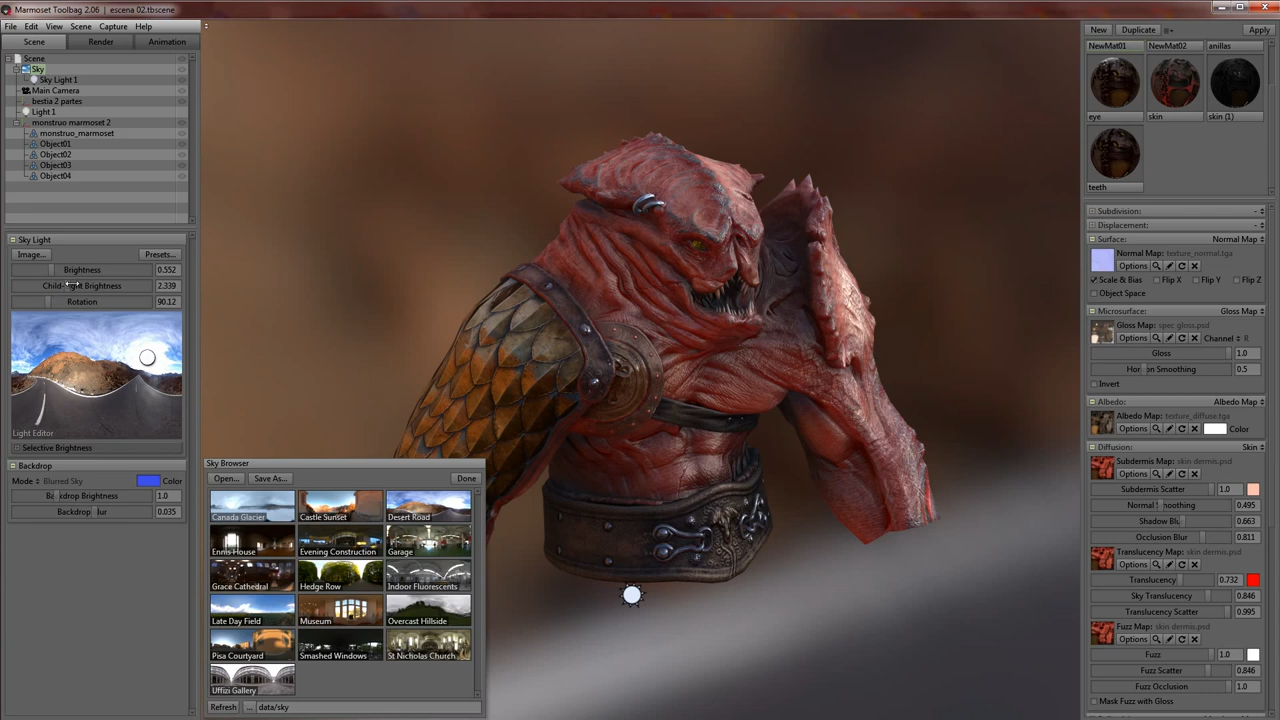 Marmoset Toolbag 2.06 | escena 02.tbscene
File Edit View Scene Capture Help
Scene Render Animation
Scene
Sky
Sky Light 1
Main Camera
bestia 2 partes
Light 1
monstruo marmoset 2
monstruo_marmoset
Object01
Object02
Object03
Object04
Sky Light
Image... Presets...
Brightness 0.552
Child- ght Brightness 2.339
Rotation 90.12
Light Editor
Selective Brightness
Backdrop
Mode Blurred Sky Color
Ba kdrop Brightness 1.0
Backdrop lur 0.035
Sky Browser
Open... Save As... Done
Canada Glacier Castle Sunset Desert Road
Ennis House Evening Construction Garage
Grace Cathedral Hedge Row Indoor Fluorescents
Late Day Field Museum Overcast Hillside
Pisa Courtyard Smashed Windows St Nicholas Church
Uffizi Gallery
Refresh ... data/sky
New Duplicate Apply
NewMat01 NewMat02 anillas
eye skin skin (1)
teeth
Subdivision: -
Displacement: -
Surface: Normal Map
Normal Map: texture_normal.tga
Options
Scale & Bias Flip X Flip Y Flip Z
Object Space
Microsurface: Gloss Map
Gloss Map: spec gloss.psd
Options Channel R
Gloss 1.0
Hor on Smoothing 0.5
Invert
Albedo: Albedo Map
Albedo Map: texture_diffuse.tga
Options Color
Diffusion: Skin
Subdermis Map: skin dermis.psd
Options
Subdermis Scatter 1.0
Normal moothing 0.495
Shadow Blu 0.663
Occlusion Blur 0.811
Translucency Map: skin dermis.psd
Options
Translucency 0.732
Sky Translucency 0.846
Translucency Scatter 0.995
Fuzz Map: skin dermis.psd
Options
Fuzz 1.0
Fuzz Scatter 0.846
Fuzz Occlusion 1.0
Mask Fuzz with Gloss